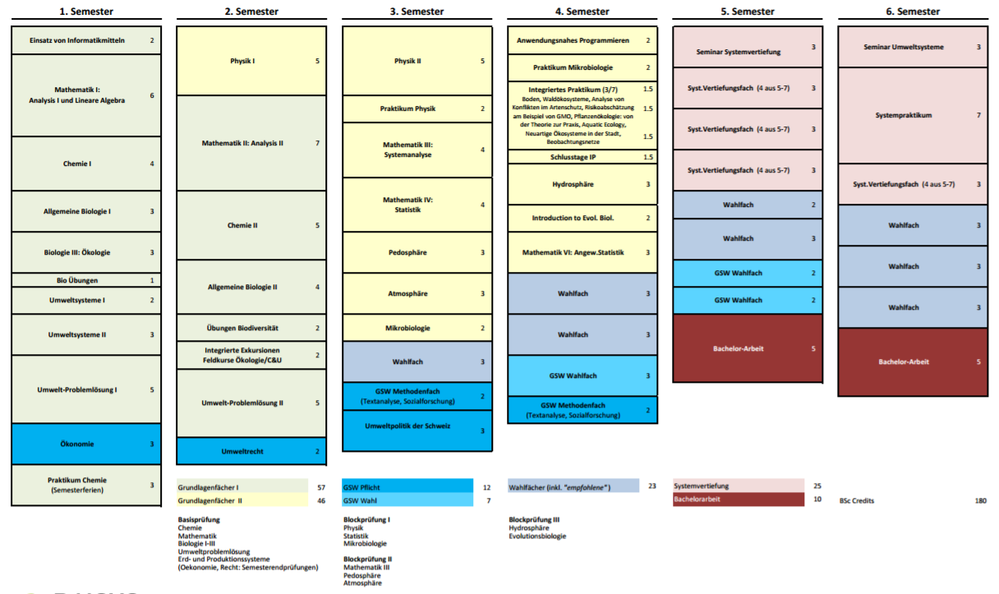 1. Semester
Einsatz von Informatikmitteln 2
Mathematik I:
Analysis I und Lineare Algebra 6
Chemie I 4
Allgemeine Biologie I 3
Biologie III: Ökologie 3
Bio Übungen 1
Umweltsysteme I 2
Umweltsysteme II 3
Umwelt-Problemlösung I 5
Ökonomie 3
Praktikum Chemie 3
(Semesterferien)
2. Semester
Physik I 5
Mathematik II: Analysis II 7
Chemie II 5
Allgemeine Biologie II 4
Übungen Biodiversität 2
Integrierte Exkursionen
Feldkurse Ökologie/C&U 2
Umwelt-Problemlösung II 5
Umweltrecht 2
3. Semester
Physik II 5
Praktikum Physik 2
Mathematik III:
Systemanalyse 4
Mathematik IV:
Statistik 4
Pedosphäre 3
Atmosphäre 3
Mikrobiologie 2
Wahlfach 3
GSW Methodenfach
(Textanalyse, Sozialforschung) 2
Umweltpolitik der Schweiz 3
4. Semester
Anwendungsnahes Programmieren 2
Praktikum Mikrobiologie 2
Integriertes Praktikum (3/7) 1.5
Boden, Waldökosysteme, Analyse von
Konflikten im Artenschutz, Risikoabschätzung 1.5
am Beispiel von GMO, Pflanzenökologie: von
der Theorie zur Praxis, Aquatic Ecology,
Neuartige Ökosysteme in der Stadt, 1.5
Beobachtungsnetze
Schlusstage IP 1.5
Hydrosphäre 3
Introduction to Evol. Biol. 2
Mathematik VI: Angew.Statistik 3
Wahlfach 3
Wahlfach 3
GSW Wahlfach 3
GSW Methodenfach 2
(Textanalyse, Sozialforschung)
5. Semester
Seminar Systemvertiefung 3
Syst.Vertiefungsfach (4 aus 5-7) 3
Syst.Vertiefungsfach (4 aus 5-7) 3
Syst.Vertiefungsfach (4 aus 5-7) 3
Wahlfach 2
Wahlfach 3
GSW Wahlfach 2
GSW Wahlfach 2
Bachelor-Arbeit 5
6. Semester
Seminar Umweltsysteme 3
Systempraktikum 7
Syst.Vertiefungsfach (4 aus 5-7) 3
Wahlfach 3
Wahlfach 3
Wahlfach 3
Bachelor-Arbeit 5
Grundlagenfächer I 57
Grundlagenfächer II 46
GSW Pflicht 12
GSW Wahl 7
Wahlfächer (inkl. "empfohlene") 23
Systemvertiefung 25
Bachelorarbeit 10
BSc Credits 180
Basisprüfung
Chemie
Mathematik
Biologie I-III
Umweltproblemlösung
Erd- und Produktionssysteme
(Oekonomie, Recht: Semesterendprüfungen)
Blockprüfung I
Physik
Statistik
Mikrobiologie
Blockprüfung II
Mathematik III
Pedosphäre
Atmosphäre
Blockprüfung III
Hydrosphäre
Evolutionsbiologie